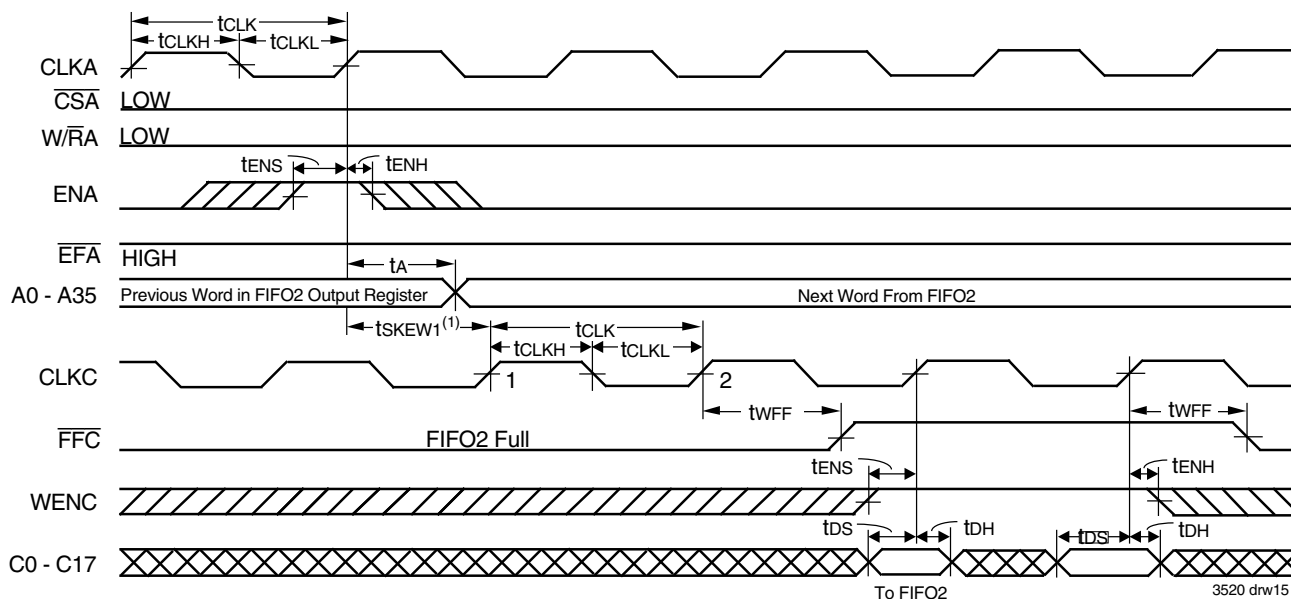 tCLK
tCLKH tCLKL
CLKA
CSA LOW
W/RA LOW
tENS tENH
ENA
EFA HIGH
tA
A0 - A35 Previous Word in FIFO2 Output Register Next Word From FIFO2
tSKEW1(1) tCLK
tCLKH tCLKL
CLKC 1 2
tWFF tWFF
FFC FIFO2 Full
tENS tENH
WENC
tDS tDH tDS tDH
C0 - C17
To FIFO2 3520 drw15